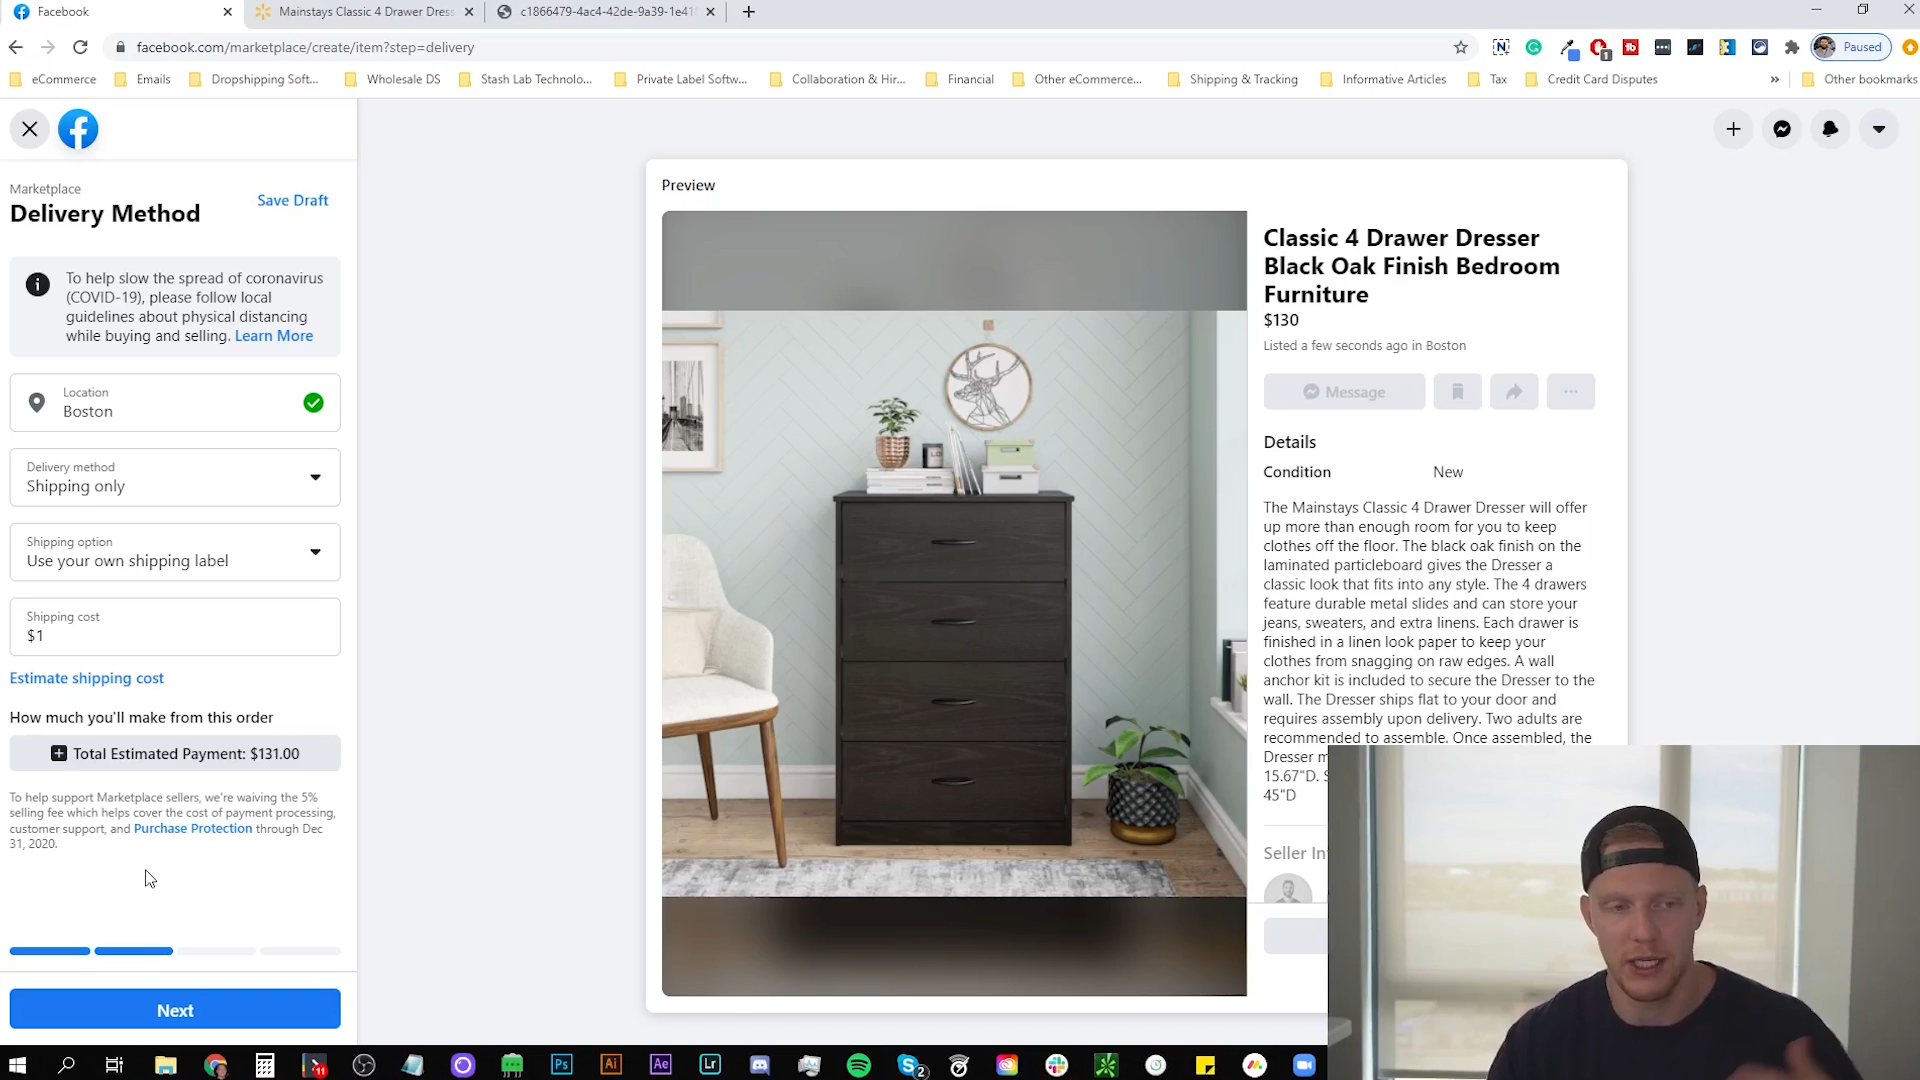 Facebook
Mainstays Classic 4 Drawer Dress
c1866479-4ac4-42de-9a39-1e41
facebook.com/marketplace/create/item?step=delivery
Paused
eCommerce
Emails
Dropshipping Soft...
Wholesale DS
Stash Lab Technolo...
Private Label Softw...
Collaboration & Hir...
Financial
Other eCommerce...
Shipping & Tracking
Informative Articles
Tax
Credit Card Disputes
Other bookmarks
Marketplace
Delivery Method
Save Draft
To help slow the spread of coronavirus
(COVID-19), please follow local
guidelines about physical distancing
while buying and selling. Learn More
Location
Boston
Delivery method
Shipping only
Shipping option
Use your own shipping label
Shipping cost
$1
Estimate shipping cost
How much you'll make from this order
Total Estimated Payment: $131.00
To help support Marketplace sellers, we're waiving the 5%
selling fee which helps cover the cost of payment processing,
customer support, and Purchase Protection through Dec
31, 2020.
Next
Preview
Classic 4 Drawer Dresser
Black Oak Finish Bedroom
Furniture
$130
Listed a few seconds ago in Boston
Message
Details
Condition New
The Mainstays Classic 4 Drawer Dresser will offer
up more than enough room for you to keep
clothes off the floor. The black oak finish on the
laminated particleboard gives the Dresser a
classic look that fits into any style. The 4 drawers
feature durable metal slides and can store your
jeans, sweaters, and extra linens. Each drawer is
finished in a linen look paper to keep your
clothes from snagging on raw edges. A wall
anchor kit is included to secure the Dresser to the
wall. The Dresser ships flat to your door and
requires assembly upon delivery. Two adults are
recommended to assemble. Once assembled, the
Dresser
15.67"D.
45"D
Seller
Ps
Ai
Ae
Lr
11
2